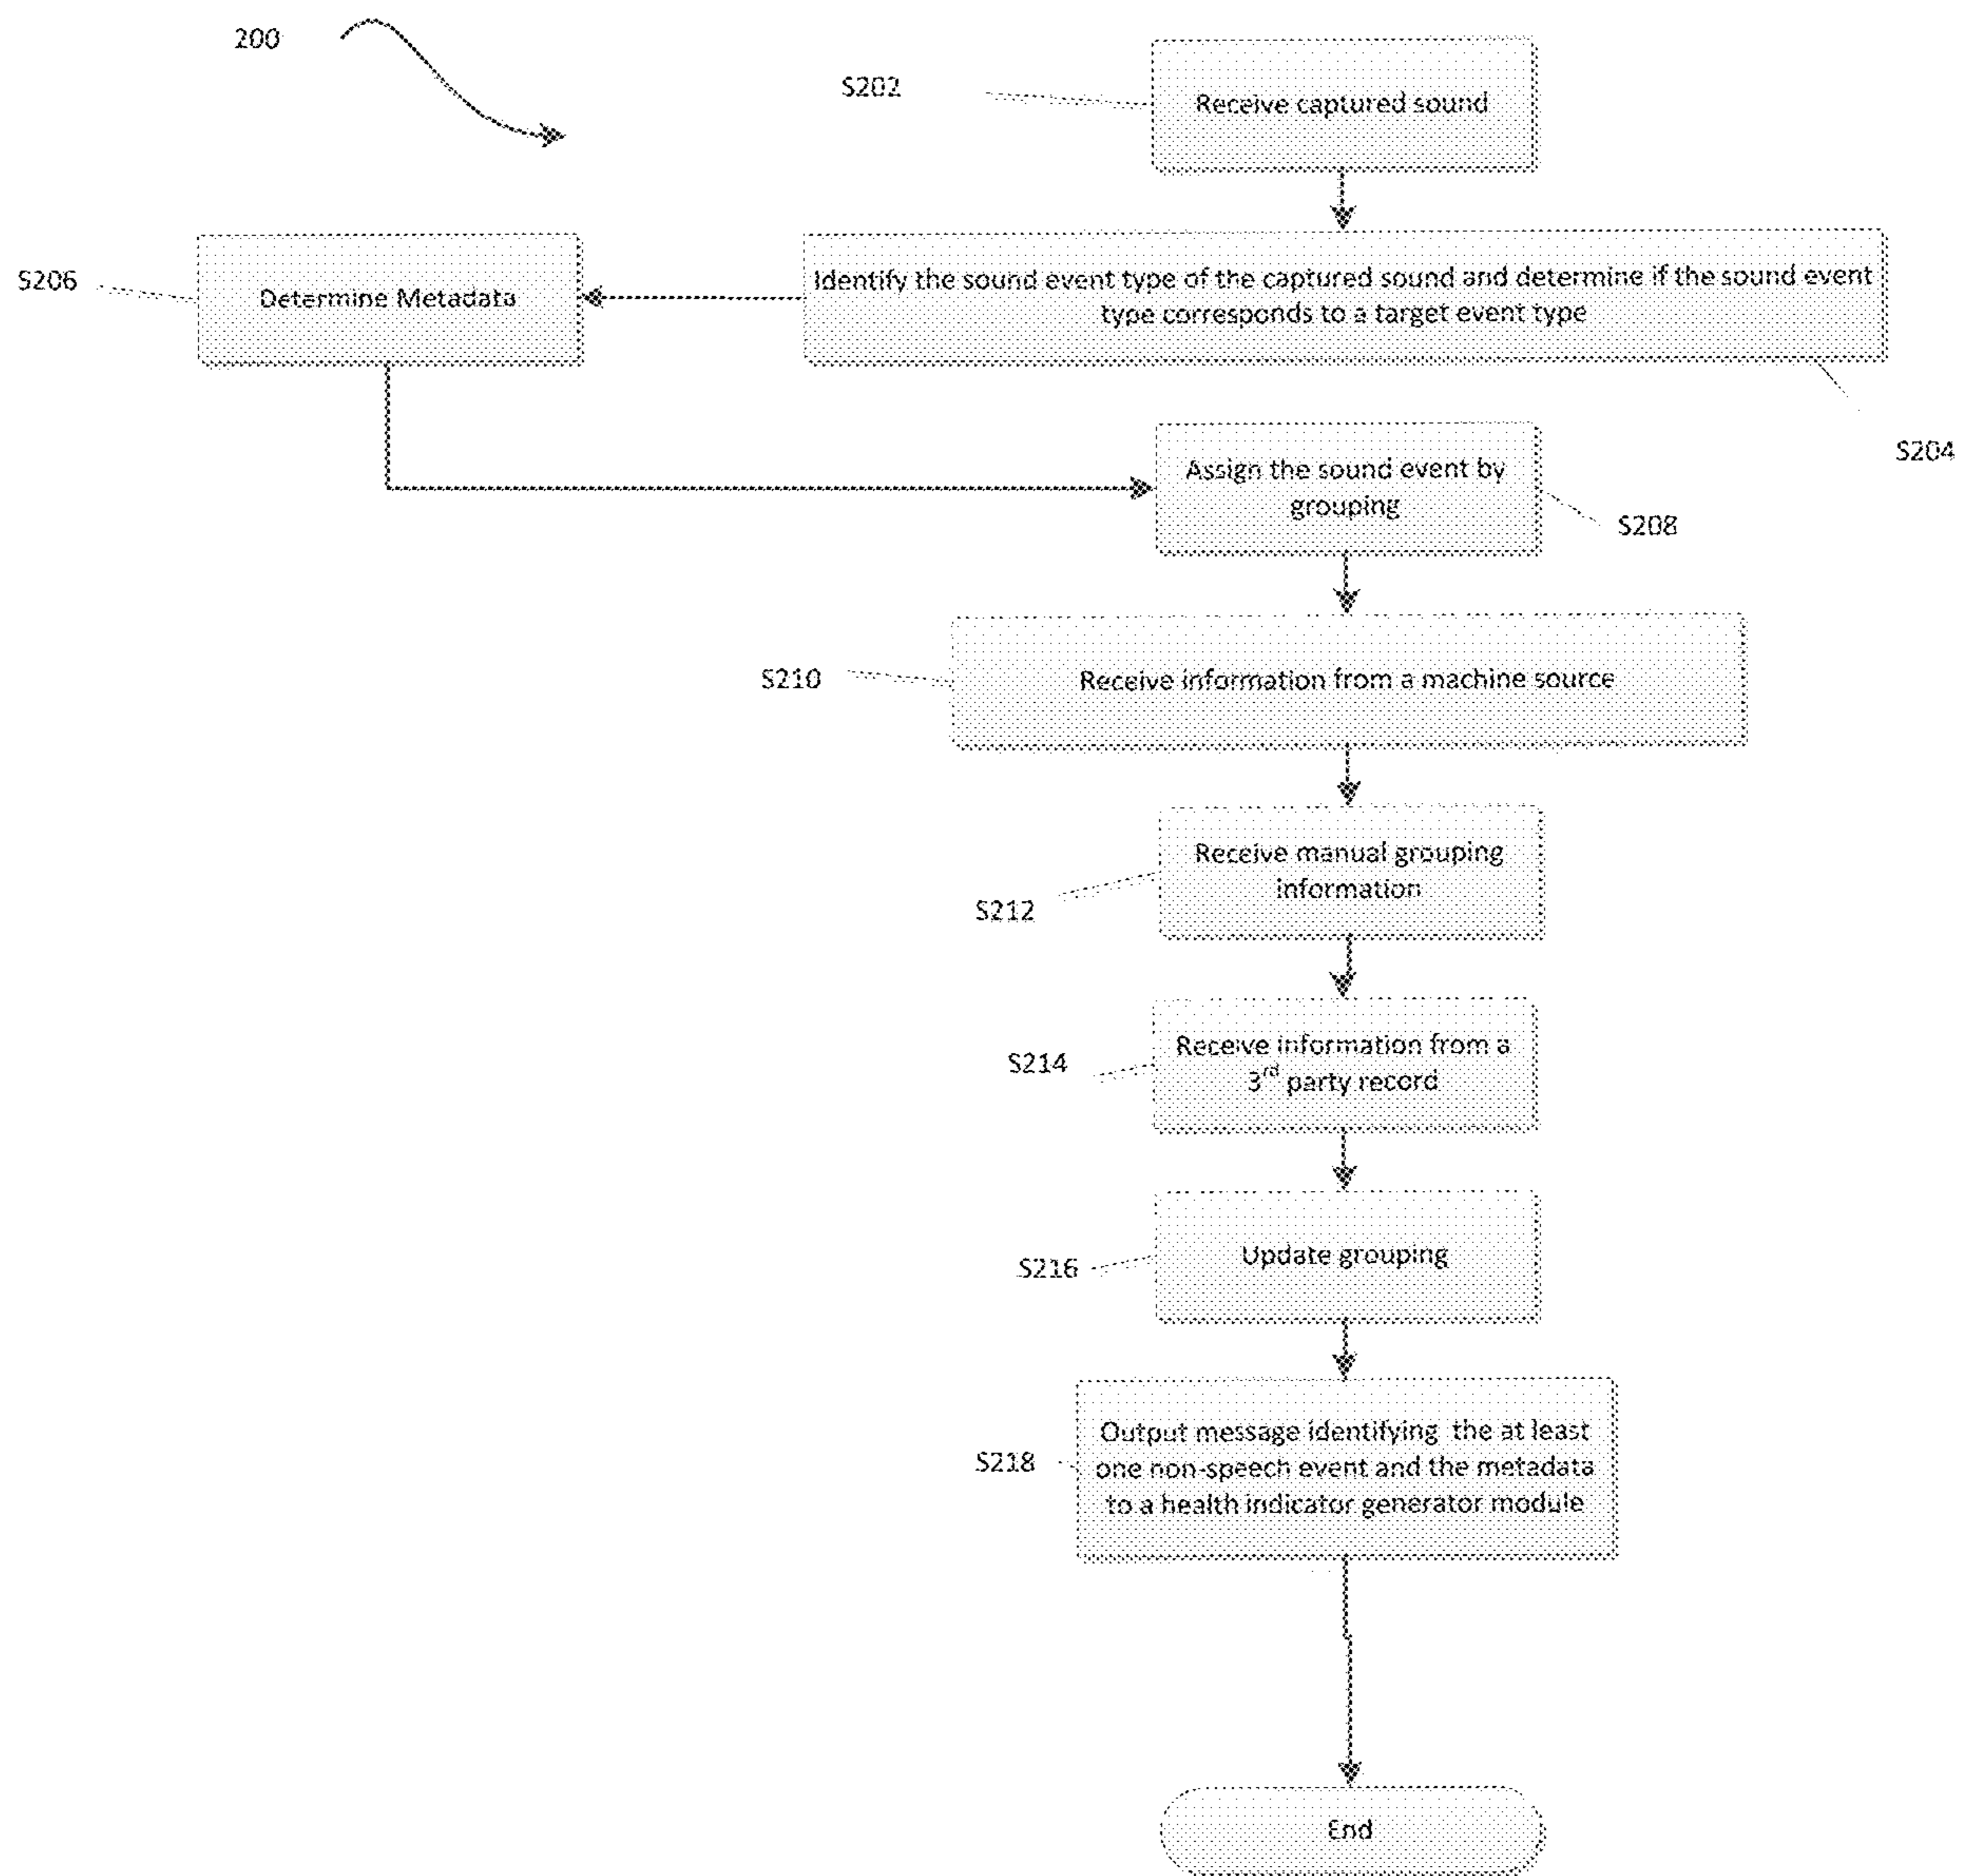 200
S202
Receive captured sound
S206
Determine Metadata
Identify the sound event type of the captured sound and determine if the sound event
type corresponds to a target event type
S204
Assign the sound event by
grouping
S208
S210
Receive information from a machine source
Receive manual grouping
information
S212
S214
Receive information from a
3rd party record
S216
Update grouping
S218
Output message identifying the at least
one non-speech event and the metadata
to a health indicator generator module
End